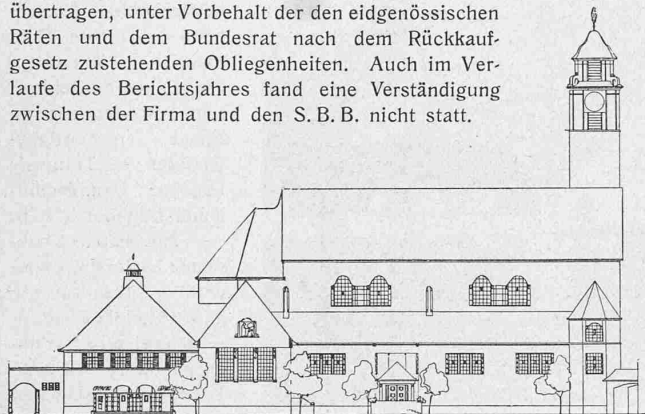 übertragen, unter Vorbehalt der den eidgenössischen
Räten und dem Bundesrat nach dem Rückkauf-
gesetz zustehenden Obliegenheiten. Auch im Ver-
laufe des Berichtsjahres fand eine Verständigung
zwischen der Firma und den S. B. B. nicht statt.